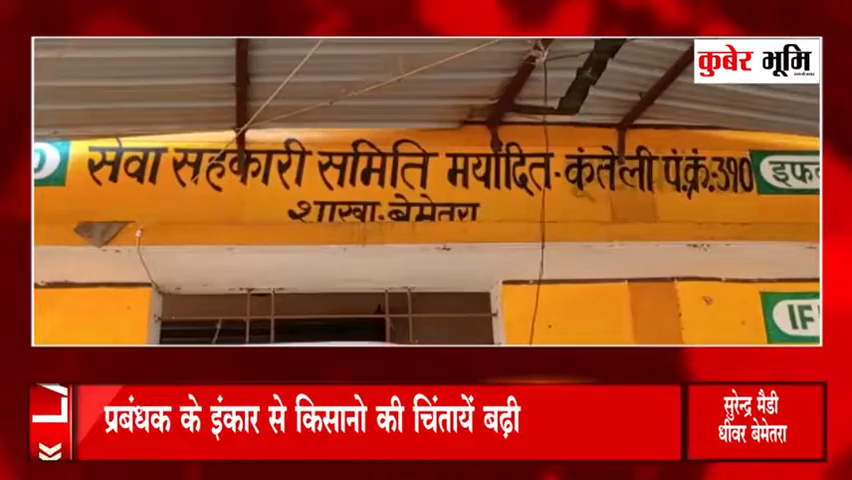 कुबेर भूमि
सेवा सहकारी समिति मर्यादित-कुंतेली पं.क्रं.:390
शाखा-बेमेतरा
इफ
IF
प्रबंधक के इंकार से किसानो की चिंतायें बढ़ी
सुरेन्द्र मैडी
धीवर बेमेतरा